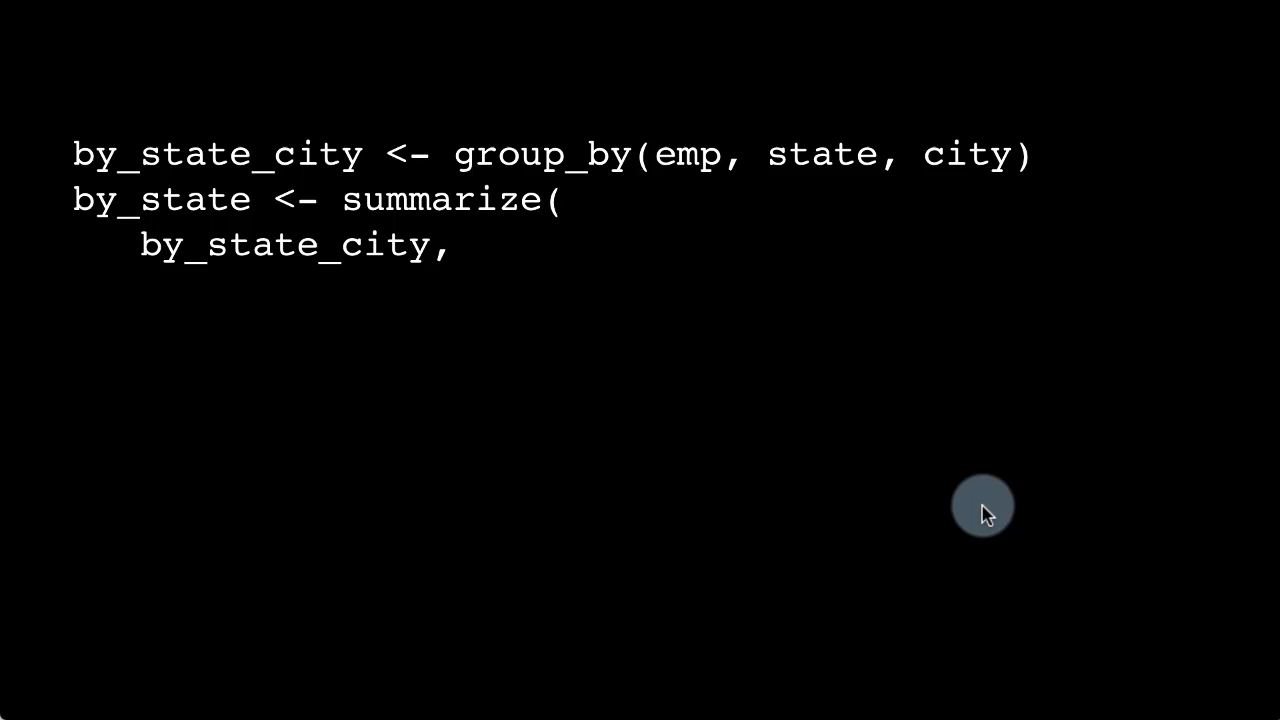 by_state_city <- group_by(emp, state, city)
by_state <- summarize(
   by_state_city,